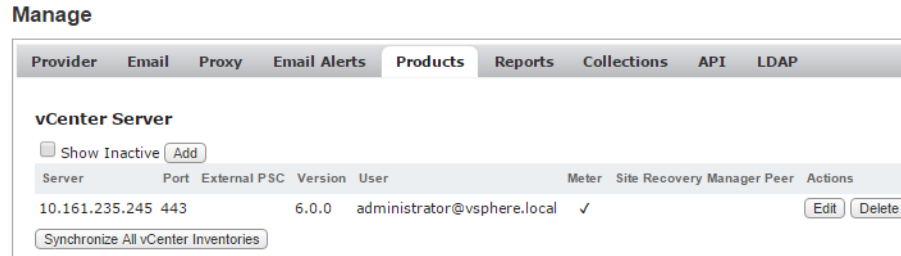 Manage
Provider Email Proxy Email Alerts Products Reports Collections API LDAP
vCenter Server
Show Inactive Add
Server Port External PSC Version User Meter Site Recovery Manager Peer Actions
10.161.235.245 443 6.0.0 administrator@vsphere.local ✓ Edit Delete
Synchronize All vCenter Inventories